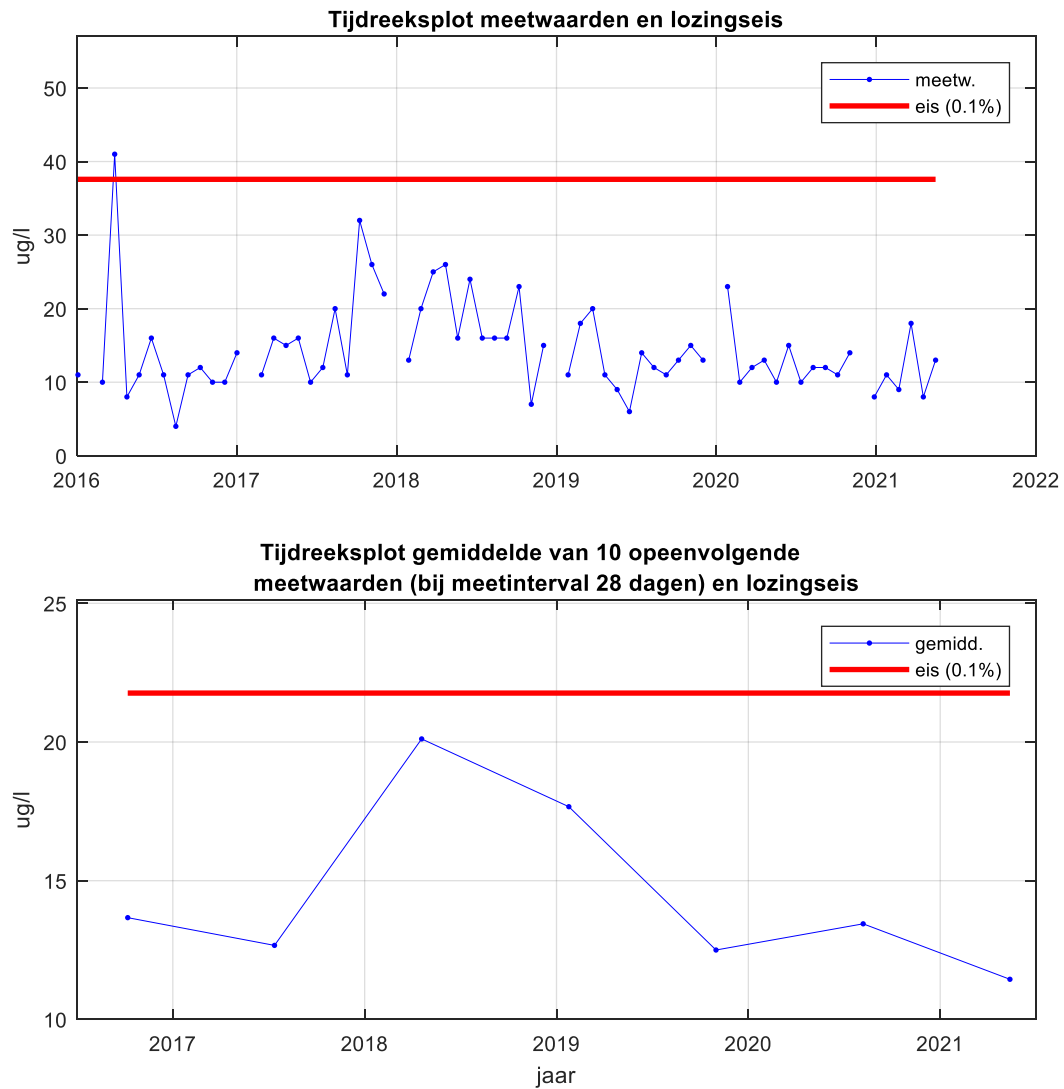 Tijdreeksplot meetwaarden en lozingseis
50
40
30
20
10
0
ug/l
meetw.
eis (0.1%)
2016 2017 2018 2019 2020 2021 2022
Tijdreeksplot gemiddelde van 10 opeenvolgende
meetwaarden (bij meetinterval 28 dagen) en lozingseis
25
20
15
10
ug/l
gemidd.
eis (0.1%)
2017 2018 2019 2020 2021
jaar